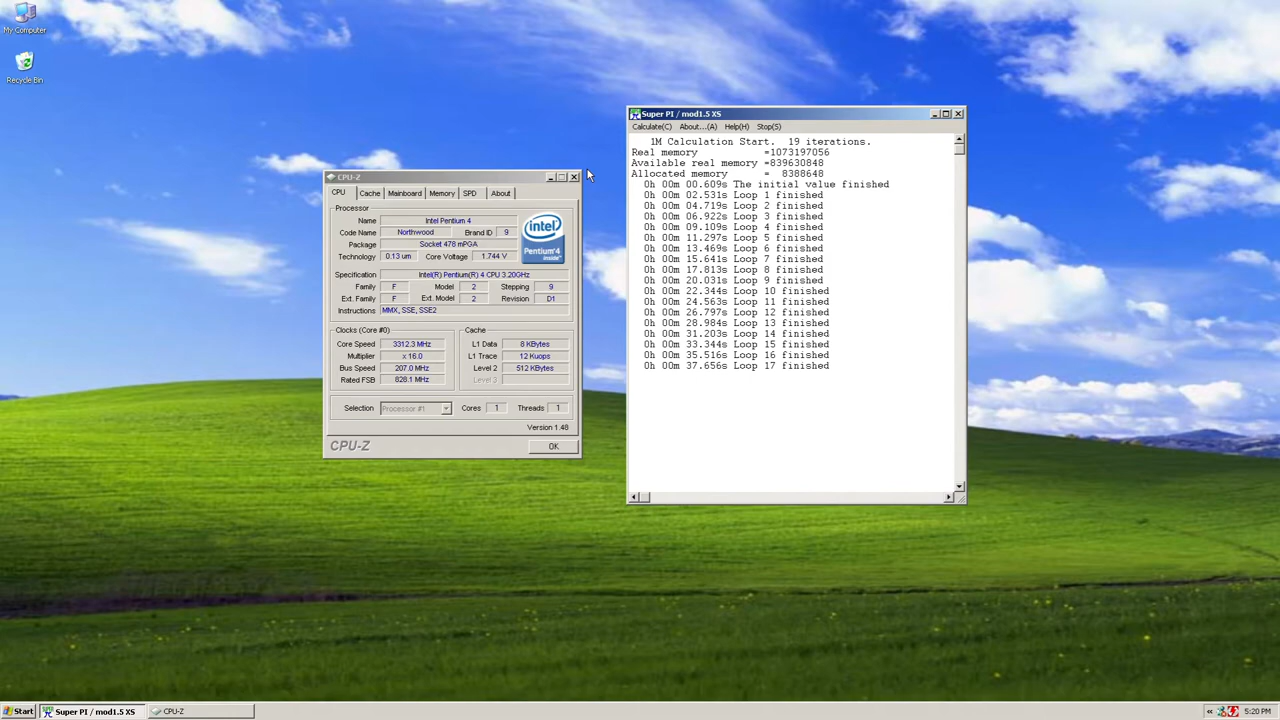 My Computer
Recycle Bin
CPU-Z
CPU Cache Mainboard Memory SPD About
Processor
Name Intel Pentium 4
Code Name Northwood Brand ID 9
Package Socket 478 mPGA
Technology 0.13 um Core Voltage 1.744 V
intel
Pentium 4
inside
Specification Intel(R) Pentium(R) 4 CPU 3.20GHz
Family F Model 2 Stepping 9
Ext. Family F Ext. Model 2 Revision D1
Instructions MMX, SSE, SSE2
Clocks (Core #0)
Core Speed 3312.3 MHz
Multiplier x 16.0
Bus Speed 207.0 MHz
Rated FSB 828.1 MHz
Cache
L1 Data 8 KBytes
L1 Trace 12 Kuops
Level 2 512 KBytes
Level 3
Selection Processor #1 Cores 1 Threads 1
Version 1.48
CPU-Z OK
Super PI / mod1.5 XS
Calculate(C) About...(A) Help(H) Stop(S)
1M Calculation Start. 19 iterations.
Real memory =1073197056
Available real memory =839630848
Allocated memory = 8388648
0h 00m 00.609s The initial value finished
0h 00m 02.531s Loop 1 finished
0h 00m 04.719s Loop 2 finished
0h 00m 06.922s Loop 3 finished
0h 00m 09.109s Loop 4 finished
0h 00m 11.297s Loop 5 finished
0h 00m 13.469s Loop 6 finished
0h 00m 15.641s Loop 7 finished
0h 00m 17.813s Loop 8 finished
0h 00m 20.031s Loop 9 finished
0h 00m 22.344s Loop 10 finished
0h 00m 24.563s Loop 11 finished
0h 00m 26.797s Loop 12 finished
0h 00m 28.984s Loop 13 finished
0h 00m 31.203s Loop 14 finished
0h 00m 33.344s Loop 15 finished
0h 00m 35.516s Loop 16 finished
0h 00m 37.656s Loop 17 finished
Start Super PI / mod1.5 XS CPU-Z « 5:20 PM